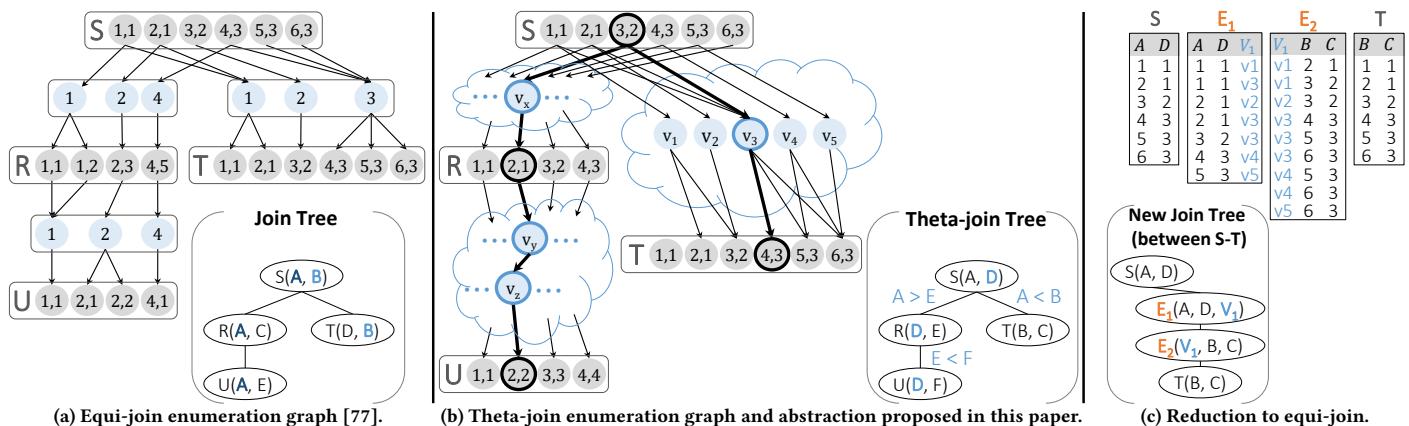 S 1,1 2,1 3,2 4,3 5,3 6,3
1 2 4 1 2 3
R 1,1 1,2 2,3 4,5 T 1,1 2,1 3,2 4,3 5,3 6,3
1 2 4
U 1,1 2,1 2,2 4,1
Join Tree
S(A, B)
R(A, C) T(D, B)
U(A, E)
(a) Equi-join enumeration graph [77].
S 1,1 2,1 3,2 4,3 5,3 6,3
... vx ...
v1 v2 v3 v4 v5
R 1,1 2,1 3,2 4,3
... vy ...
... vz ...
T 1,1 2,1 3,2 4,3 5,3 6,3
U 1,1 2,2 3,3 4,4
Theta-join Tree
S(A, D)
A > E A < B
R(D, E) T(B, C)
E < F
U(D, F)
(b) Theta-join enumeration graph and abstraction proposed in this paper.
S E1 E2 T
A D A D V1 V1 B C B C
1 1 1 1 v1 v1 2 1 1 1
2 1 1 1 v3 v1 3 2 2 1
3 2 2 1 v2 v2 3 2 3 2
4 3 2 1 v3 v3 4 3 4 3
5 3 3 2 v3 v3 5 3 5 3
6 3 4 3 v4 v3 6 3 6 3
5 3 v5 v4 5 3
v4 6 3
v5 6 3
New Join Tree
(between S-T)
S(A, D)
E1(A, D, V1)
E2(V1, B, C)
T(B, C)
(c) Reduction to equi-join.